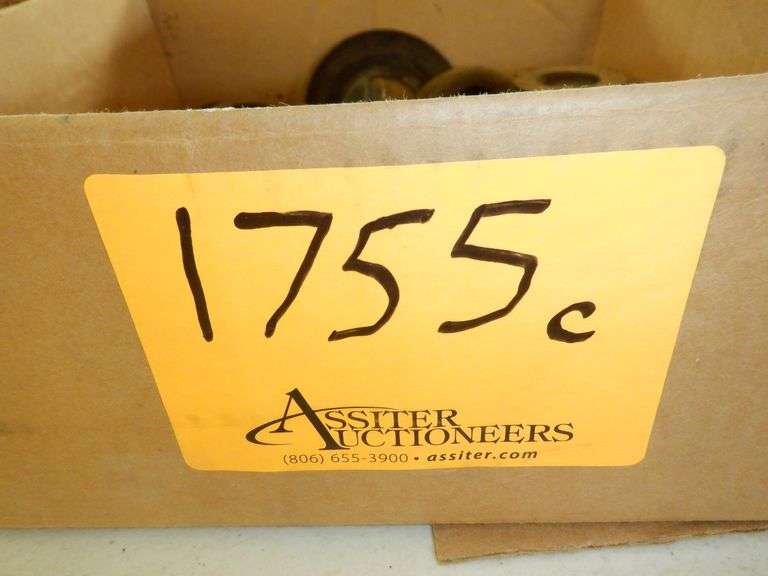 1755c
ASSITER
AUCTIONEERS
(806) 655-3900 • assiter.com